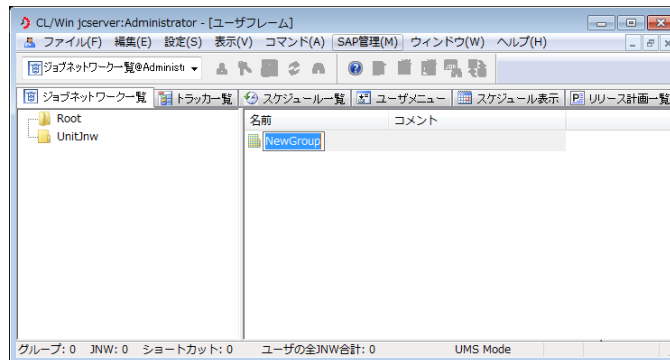 CL/Win jcserver:Administrator - [ユーザフレーム]
ファイル(F) 編集(E) 設定(S) 表示(V) コマンド(A) SAP管理(M) ウィンドウ(W) ヘルプ(H)
ジョブネットワーク一覧@Administr
ジョブネットワーク一覧 トラッカ一覧 スケジュール一覧 ユーザメニュー スケジュール表示 リリース計画一覧
Root 名前 コメント
UnitJnw NewGroup
グループ: 0 JNW: 0 ショートカット: 0 ユーザの全JNW合計: 0 UMS Mode